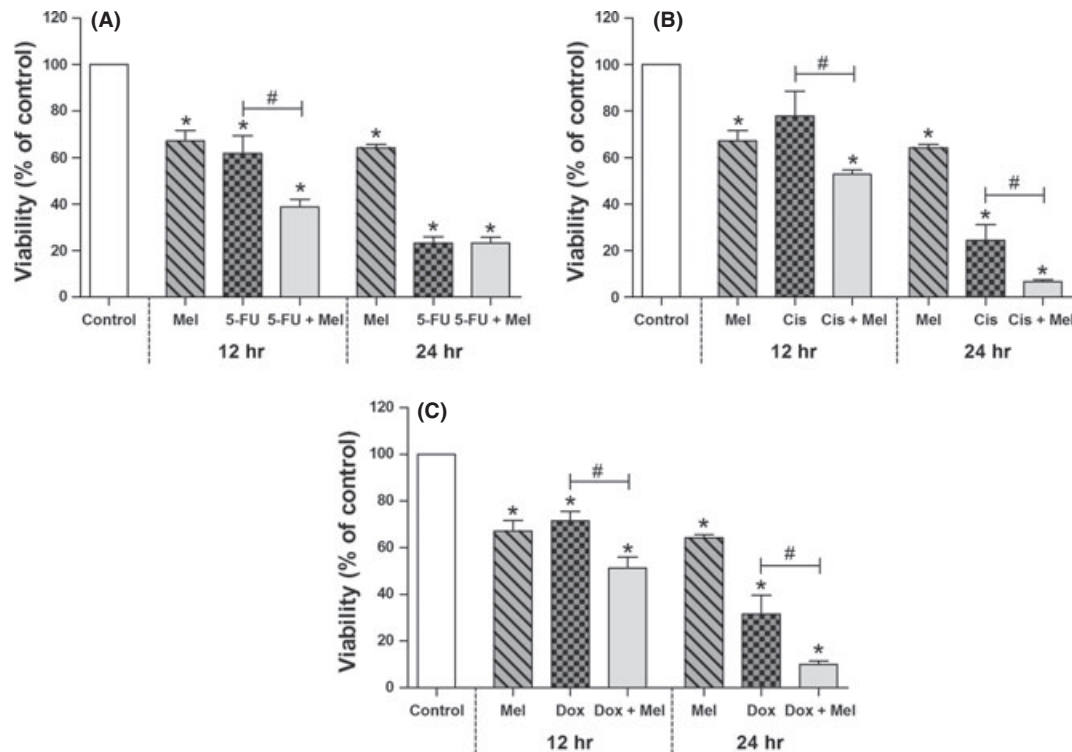 (A)
Viability (% of control)
120
100
80
60
40
20
0
*
*
#
*
*
*
*
Control
Mel 5-FU 5-FU + Mel
Mel 5-FU 5-FU + Mel
12 hr
24 hr
(B)
Viability (% of control)
120
100
80
60
40
20
0
*
#
*
*
*
#
*
Control
Mel Cis Cis + Mel
Mel Cis Cis + Mel
12 hr
24 hr
(C)
Viability (% of control)
120
100
80
60
40
20
0
*
*
#
*
*
*
#
*
Control
Mel Dox Dox + Mel
Mel Dox Dox + Mel
12 hr
24 hr